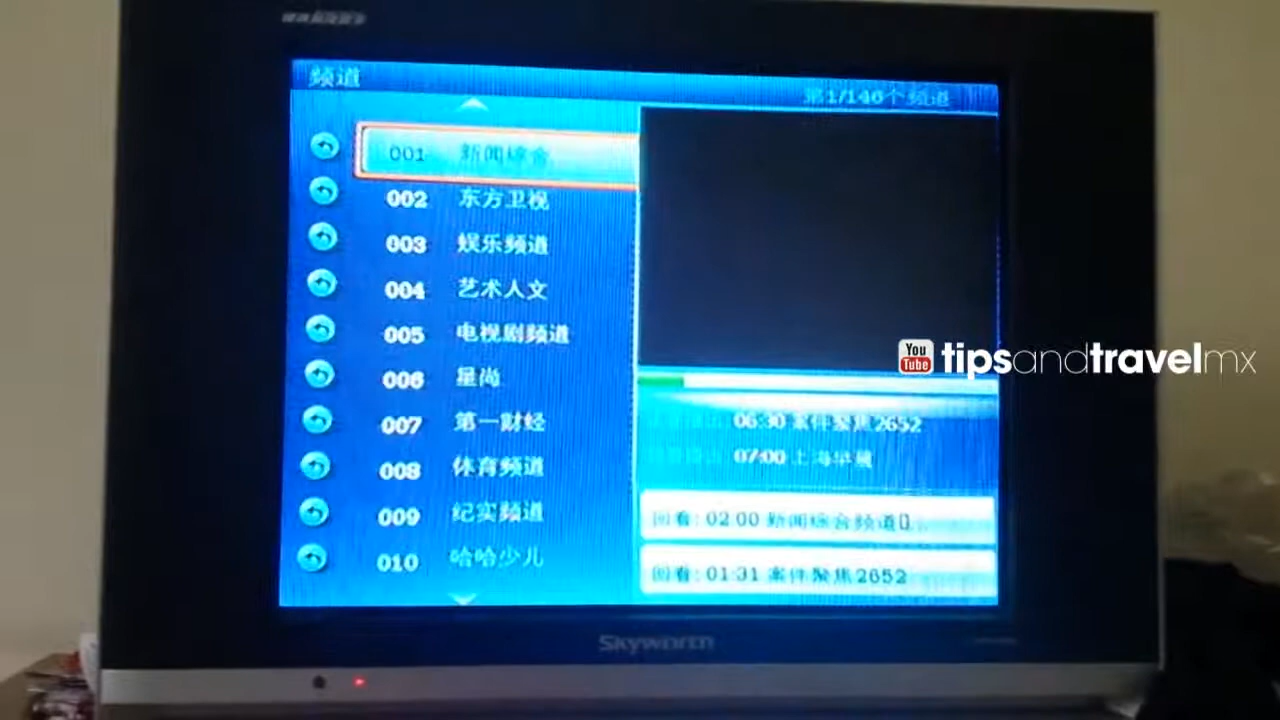 频道
第1/146个频道
001 新闻综合
002 东方卫视
003 娱乐频道
004 艺术人文
005 电视剧频道
006 星尚
007 第一财经
008 体育频道
009 纪实频道
010 哈哈少儿
06:30 案件聚焦2652
07:00 上海早晨
回看: 02:00 新闻综合频道
回看: 01:31 案件聚焦2652
You Tube tipsandtravelmx
Skyworth